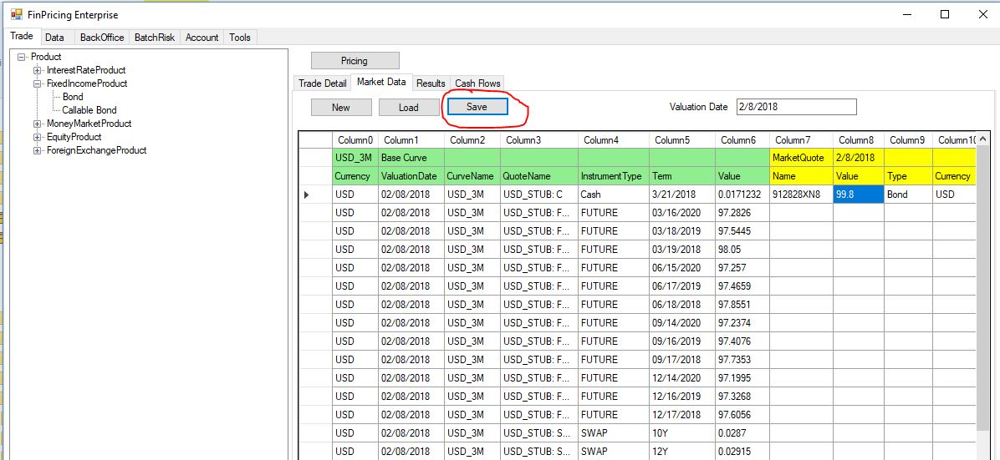 FinPricing Enterprise
Trade Data BackOffice BatchRisk Account Tools
Product
InterestRateProduct
FixedIncomeProduct
Bond
Callable Bond
MoneyMarketProduct
EquityProduct
ForeignExchangeProduct
Pricing
Trade Detail Market Data Results Cash Flows
New Load Save Valuation Date 2/8/2018
Column0 Column1 Column2 Column3 Column4 Column5 Column6 Column7 Column8 Column9 Column10
USD_3M Base Curve MarketQuote 2/8/2018
Currency ValuationDate CurveName QuoteName InstrumentType Term Value Name Value Type Currency
USD 02/08/2018 USD_3M USD_STUB: C Cash 3/21/2018 0.0171232 912828XN8 99.8 Bond USD
USD 02/08/2018 USD_3M USD_STUB: F... FUTURE 03/16/2020 97.2826
USD 02/08/2018 USD_3M USD_STUB: F... FUTURE 03/18/2019 97.5445
USD 02/08/2018 USD_3M USD_STUB: F... FUTURE 03/19/2018 98.05
USD 02/08/2018 USD_3M USD_STUB: F... FUTURE 06/15/2020 97.257
USD 02/08/2018 USD_3M USD_STUB: F... FUTURE 06/17/2019 97.4659
USD 02/08/2018 USD_3M USD_STUB: F... FUTURE 06/18/2018 97.8551
USD 02/08/2018 USD_3M USD_STUB: F... FUTURE 09/14/2020 97.2374
USD 02/08/2018 USD_3M USD_STUB: F... FUTURE 09/16/2019 97.4076
USD 02/08/2018 USD_3M USD_STUB: F... FUTURE 09/17/2018 97.7353
USD 02/08/2018 USD_3M USD_STUB: F... FUTURE 12/14/2020 97.1995
USD 02/08/2018 USD_3M USD_STUB: F... FUTURE 12/16/2019 97.3268
USD 02/08/2018 USD_3M USD_STUB: F... FUTURE 12/17/2018 97.6056
USD 02/08/2018 USD_3M USD_STUB: S... SWAP 10Y 0.0287
USD 02/08/2018 USD_3M USD_STUB: S... SWAP 12Y 0.02915